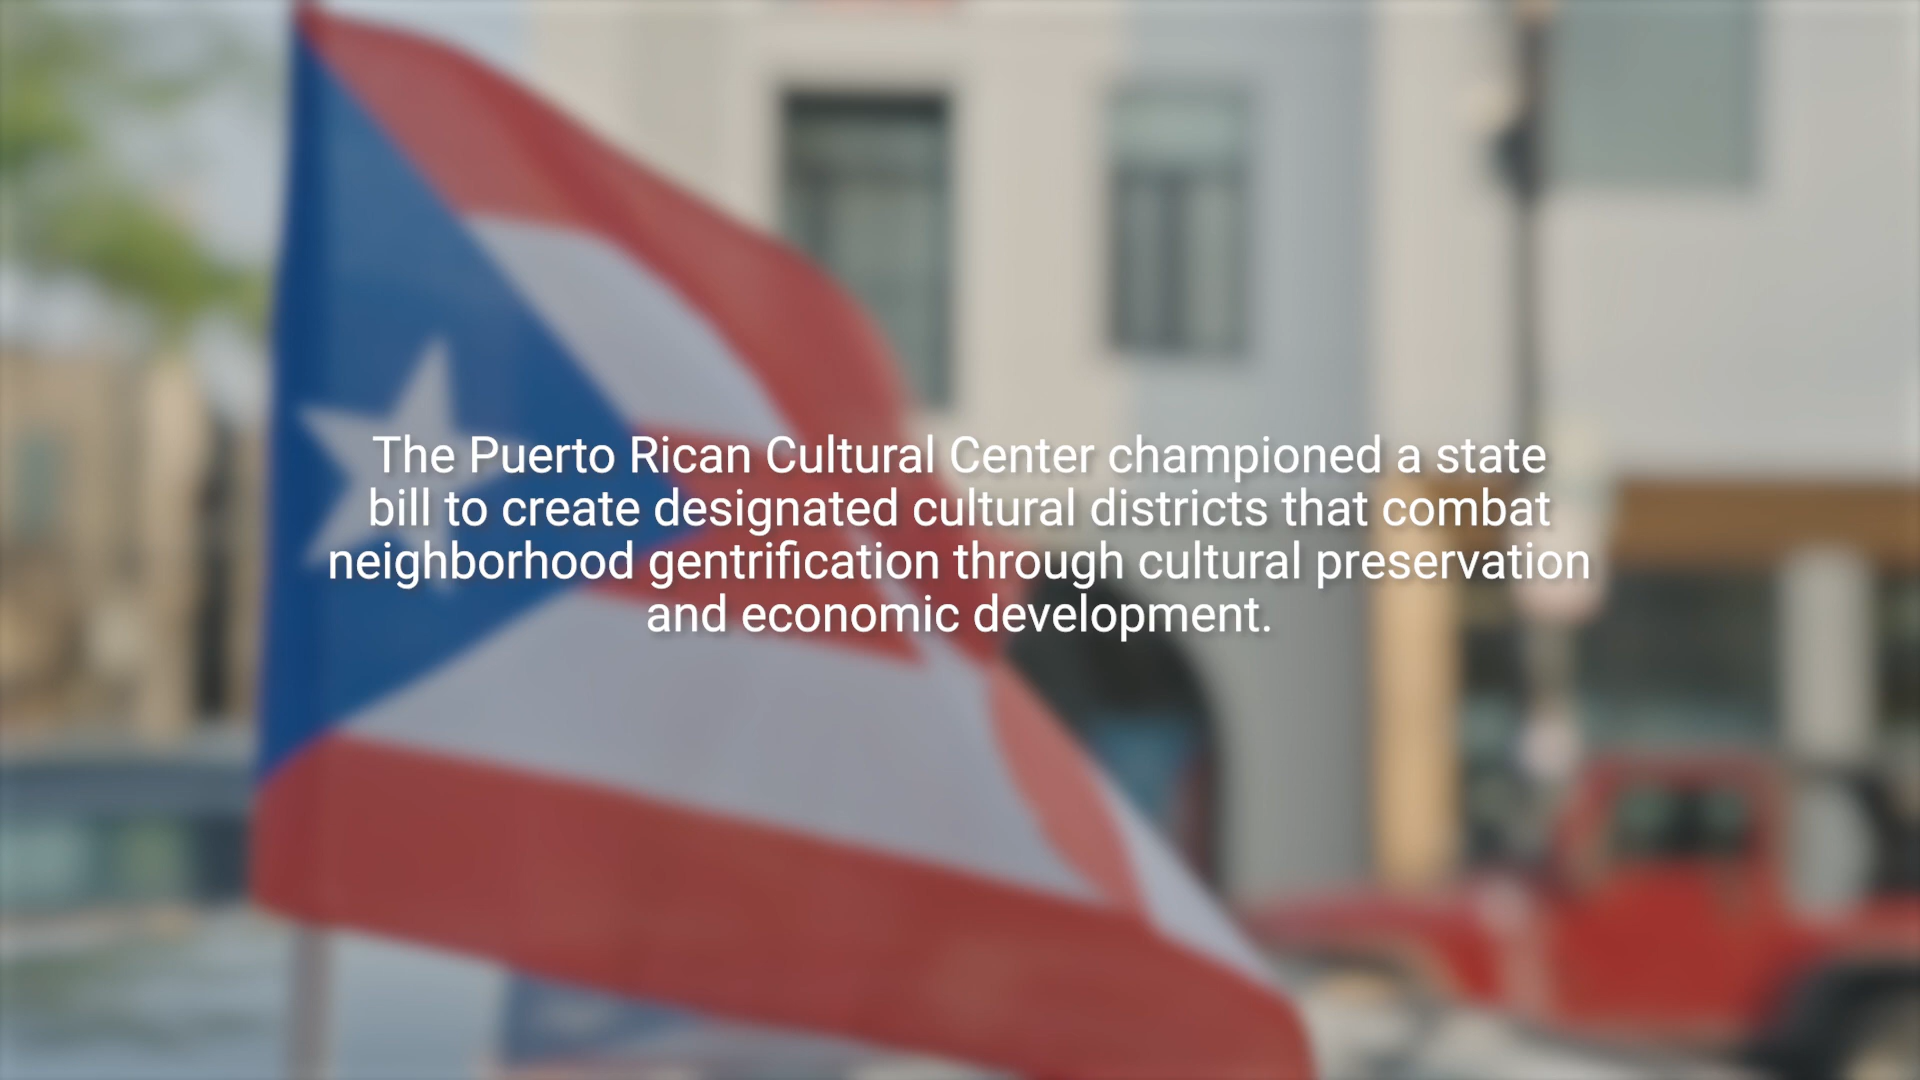 The Puerto Rican Cultural Center championed a state
bill to create designated cultural districts that combat
neighborhood gentrification through cultural preservation
and economic development.